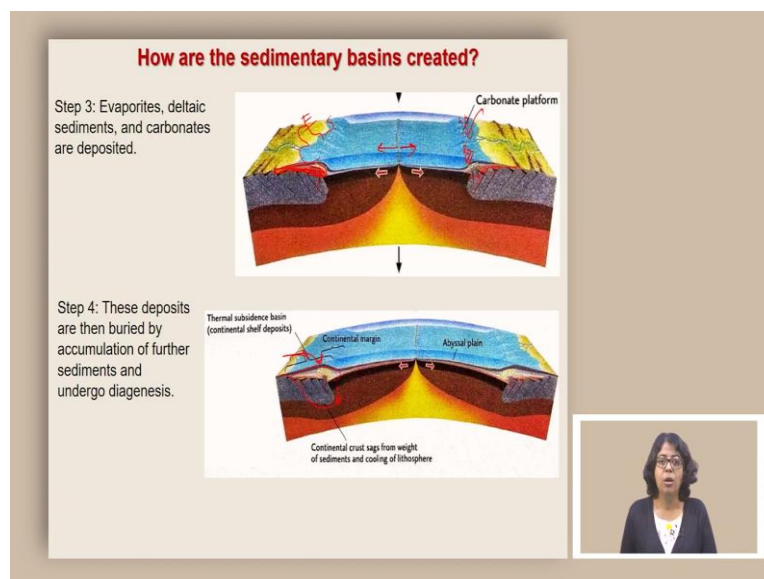 How are the sedimentary basins created?
Step 3: Evaporites, deltaic
sediments, and carbonates
are deposited.
Carbonate platform
Step 4: These deposits
are then buried by
accumulation of further
sediments and
undergo diagenesis.
Thermal subsidence basin
(continental shelf deposits)
Continental margin
Abyssal plain
Continental crust sags from weight
of sediments and cooling of lithosphere